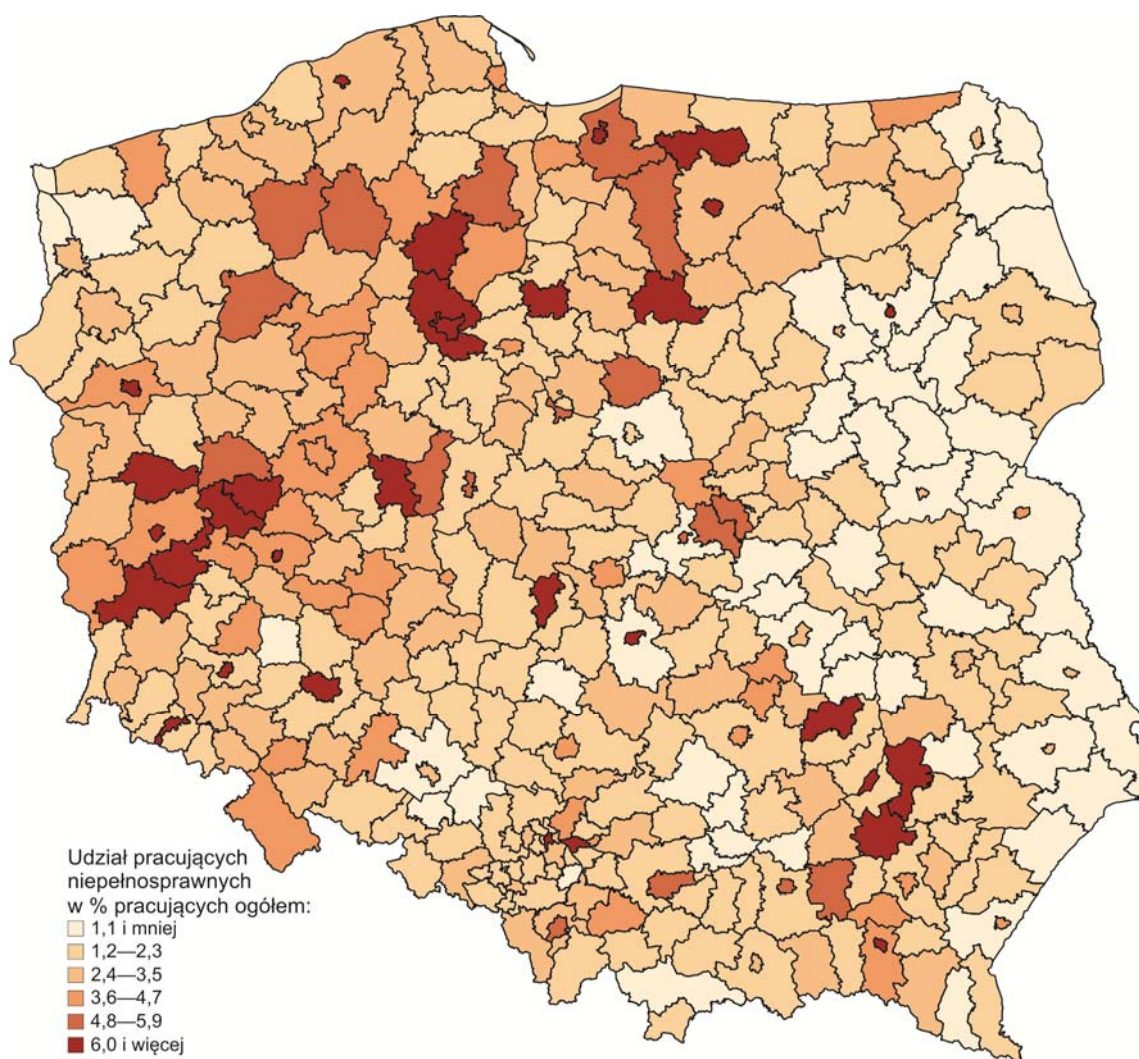 Udział pracujących
niepełnosprawnych
w % pracujących ogółem:
1,1 i mniej
1,2—2,3
2,4—3,5
3,6—4,7
4,8—5,9
6,0 i więcej